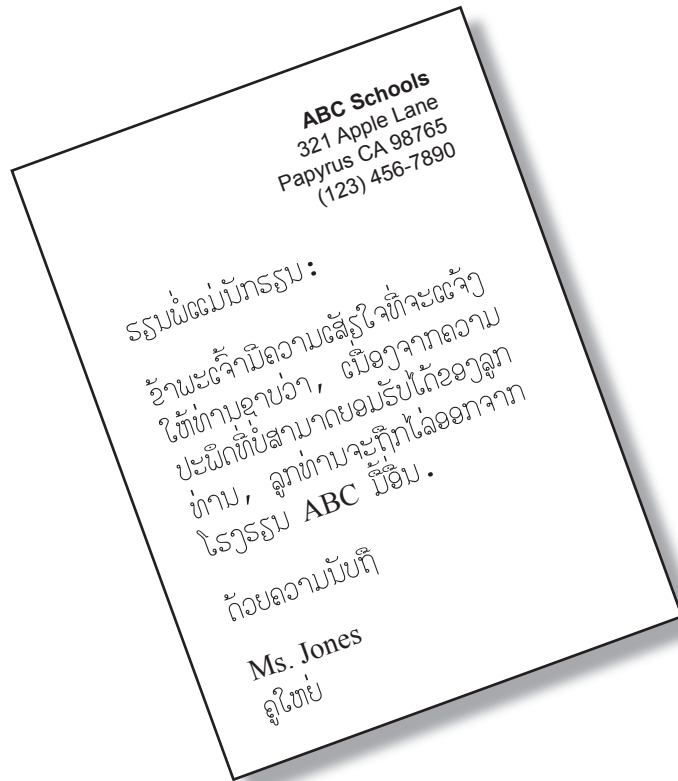 ABC Schools
321 Apple Lane
Papyrus CA 98765
(123) 456-7890
ຮຽນພໍ່ແມ່ນັກຮຽນ:
ຂ້າພະເຈົ້າມີຄວາມເສັຽໃຈທີ່ຈະແຈ້ງ
ໃຫ້ທ່ານຊາບວ່າ, ເນື່ອງຈາກຄວາມ
ປະພຶດທີ່ບໍ່ສາມາດຍອມຮັບໄດ້ຂອງລູກ
ທ່ານ, ລູກທ່ານຈະຖືກໄລ່ອອກຈາກ
ໂຮງຮຽນ ABC ມື້ອື່ນ.
ດ້ວຍຄວາມນັບຖື
Ms. Jones
ຄູໃຫຍ່